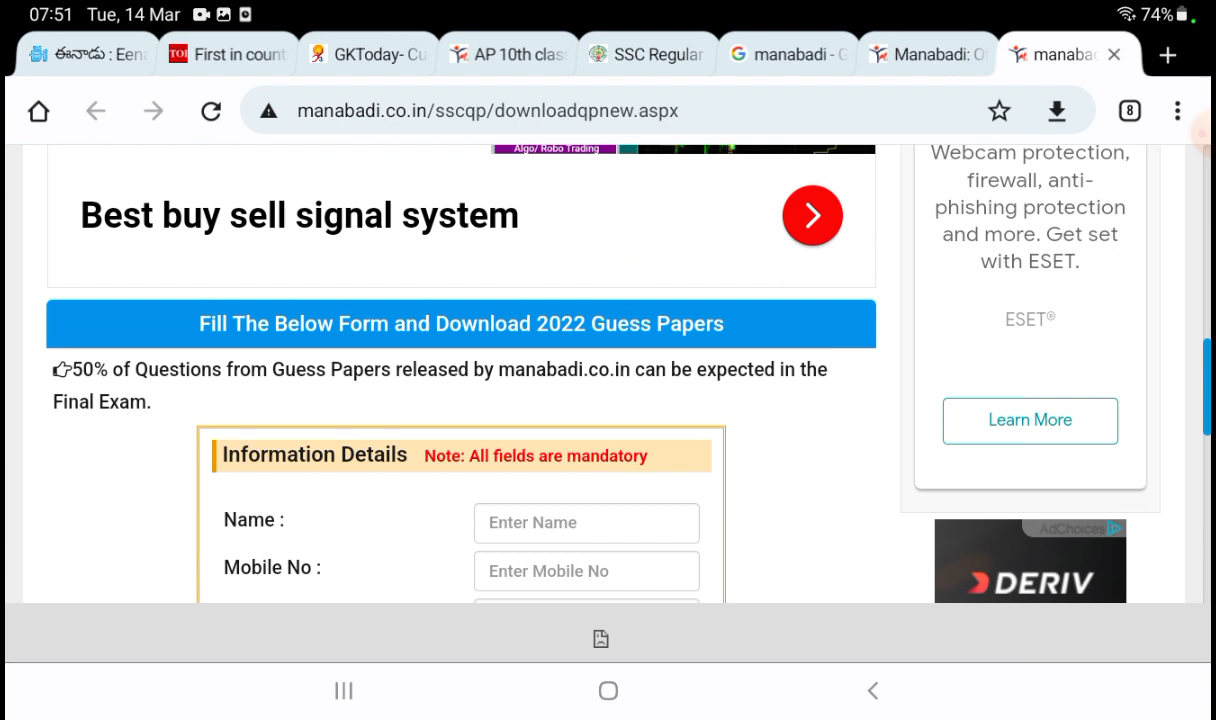 07:51 Tue, 14 Mar
74%
ఈనాడు : Eena
TOI First in count
GKToday- Cu
AP 10th clas
SSC Regular
manabadi - G
Manabadi: O
manabad
manabadi.co.in/sscqp/downloadqpnew.aspx
8
Algo/ Robo Trading
Best buy sell signal system
Webcam protection,
firewall, anti-
phishing protection
and more. Get set
with ESET.
ESET®
Learn More
Fill The Below Form and Download 2022 Guess Papers
50% of Questions from Guess Papers released by manabadi.co.in can be expected in the
Final Exam.
Information Details Note: All fields are mandatory
Name :
Enter Name
Mobile No :
Enter Mobile No
AdChoices
DERIV